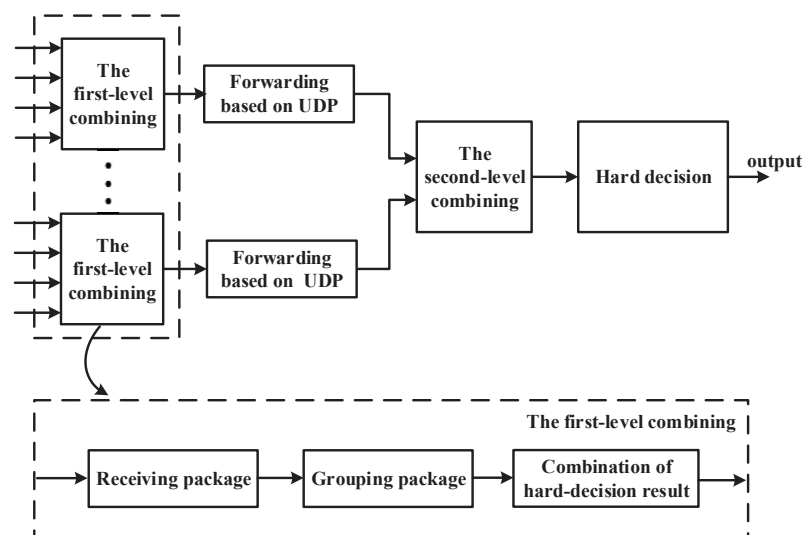 The
first-level
combining
Forwarding
based on UDP
The
second-level
combining
Hard decision
output
The
first-level
combining
Forwarding
based on UDP
The first-level combining
Receiving package
Grouping package
Combination of
hard-decision result